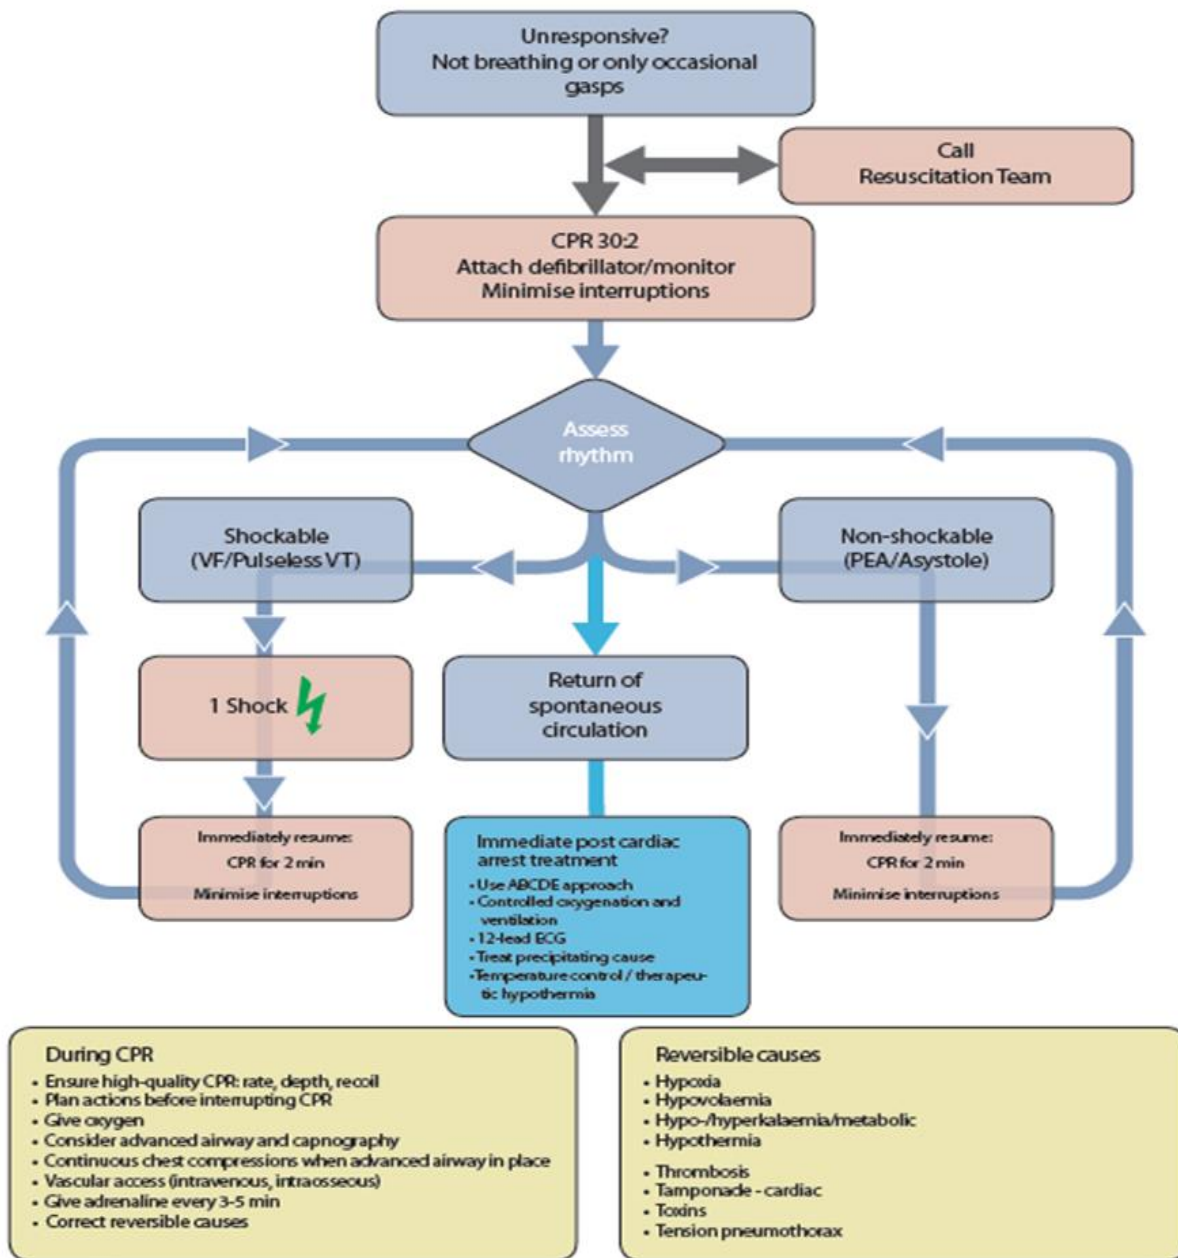 Unresponsive?
Not breathing or only occasional
gasps
Call
Resuscitation Team
CPR 30:2
Attach defibrillator/monitor
Minimise interruptions
Assess
rhythm
Shockable
(VF/Pulseless VT)
Non-shockable
(PEA/Asystole)
1 Shock
Return of
spontaneous
circulation
Immediately resume:
CPR for 2 min
Minimise interruptions
Immediate post cardiac
arrest treatment
• Use ABCDE approach
• Controlled oxygenation and
ventilation
• 12-lead ECG
• Treat precipitating cause
• Temperature control / therapeu-
tic hypothermia
Immediately resume:
CPR for 2 min
Minimise interruptions
During CPR
• Ensure high-quality CPR: rate, depth, recoil
• Plan actions before interrupting CPR
• Give oxygen
• Consider advanced airway and capnography
• Continuous chest compressions when advanced airway in place
• Vascular access (intravenous, intraosseous)
• Give adrenaline every 3-5 min
• Correct reversible causes
Reversible causes
• Hypoxia
• Hypovolaemia
• Hypo-/hyperkalaemia/metabolic
• Hypothermia
• Thrombosis
• Tamponade - cardiac
• Toxins
• Tension pneumothorax